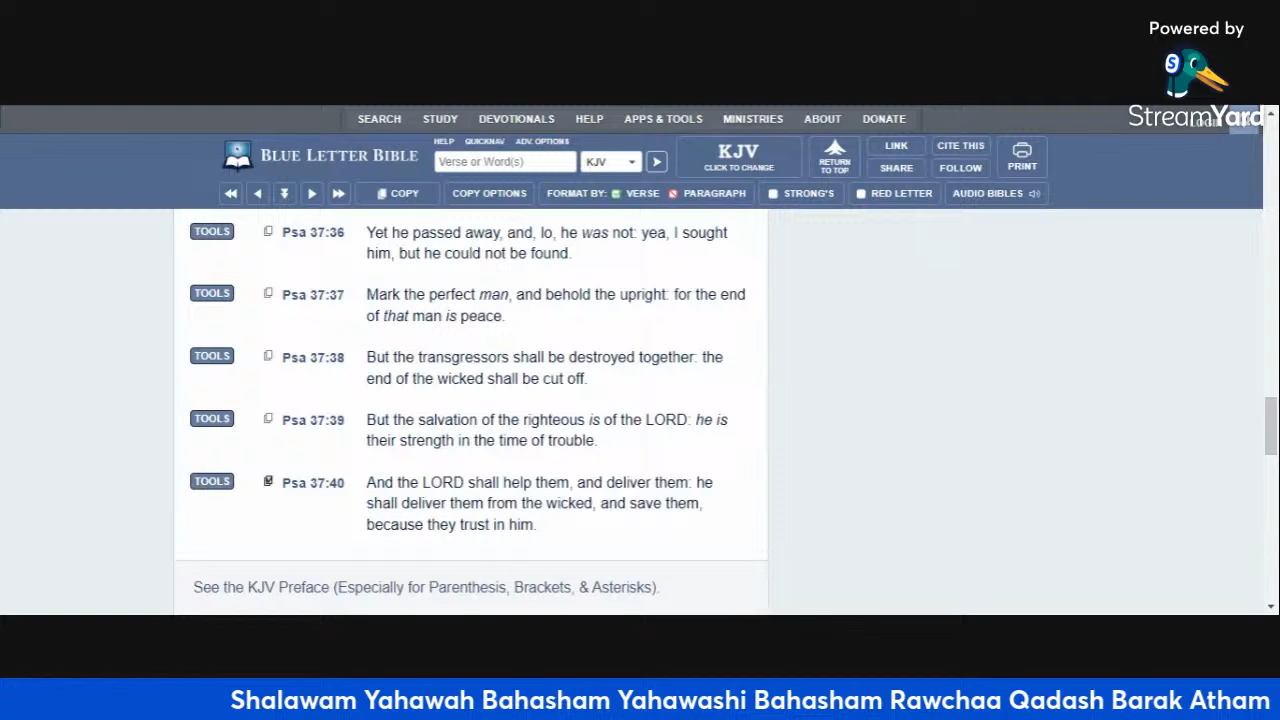 Powered by
StreamYard
SEARCH STUDY DEVOTIONALS HELP APPS & TOOLS MINISTRIES ABOUT DONATE
HELP QUICKNAV ADV. OPTIONS
BLUE LETTER BIBLE
Verse or Word(s)
KJV
KJV
CLICK TO CHANGE
RETURN
TO TOP
LINK
CITE THIS
SHARE
FOLLOW
PRINT
COPY COPY OPTIONS FORMAT BY: VERSE PARAGRAPH STRONG'S RED LETTER AUDIO BIBLES
TOOLS Psa 37:36 Yet he passed away, and, lo, he was not: yea, I sought
him, but he could not be found.
TOOLS Psa 37:37 Mark the perfect man, and behold the upright: for the end
of that man is peace.
TOOLS Psa 37:38 But the transgressors shall be destroyed together: the
end of the wicked shall be cut off.
TOOLS Psa 37:39 But the salvation of the righteous is of the LORD: he is
their strength in the time of trouble.
TOOLS Psa 37:40 And the LORD shall help them, and deliver them: he
shall deliver them from the wicked, and save them,
because they trust in him.
See the KJV Preface (Especially for Parenthesis, Brackets, & Asterisks).
Shalawam Yahawah Bahasham Yahawashi Bahasham Rawchaa Qadash Barak Atham